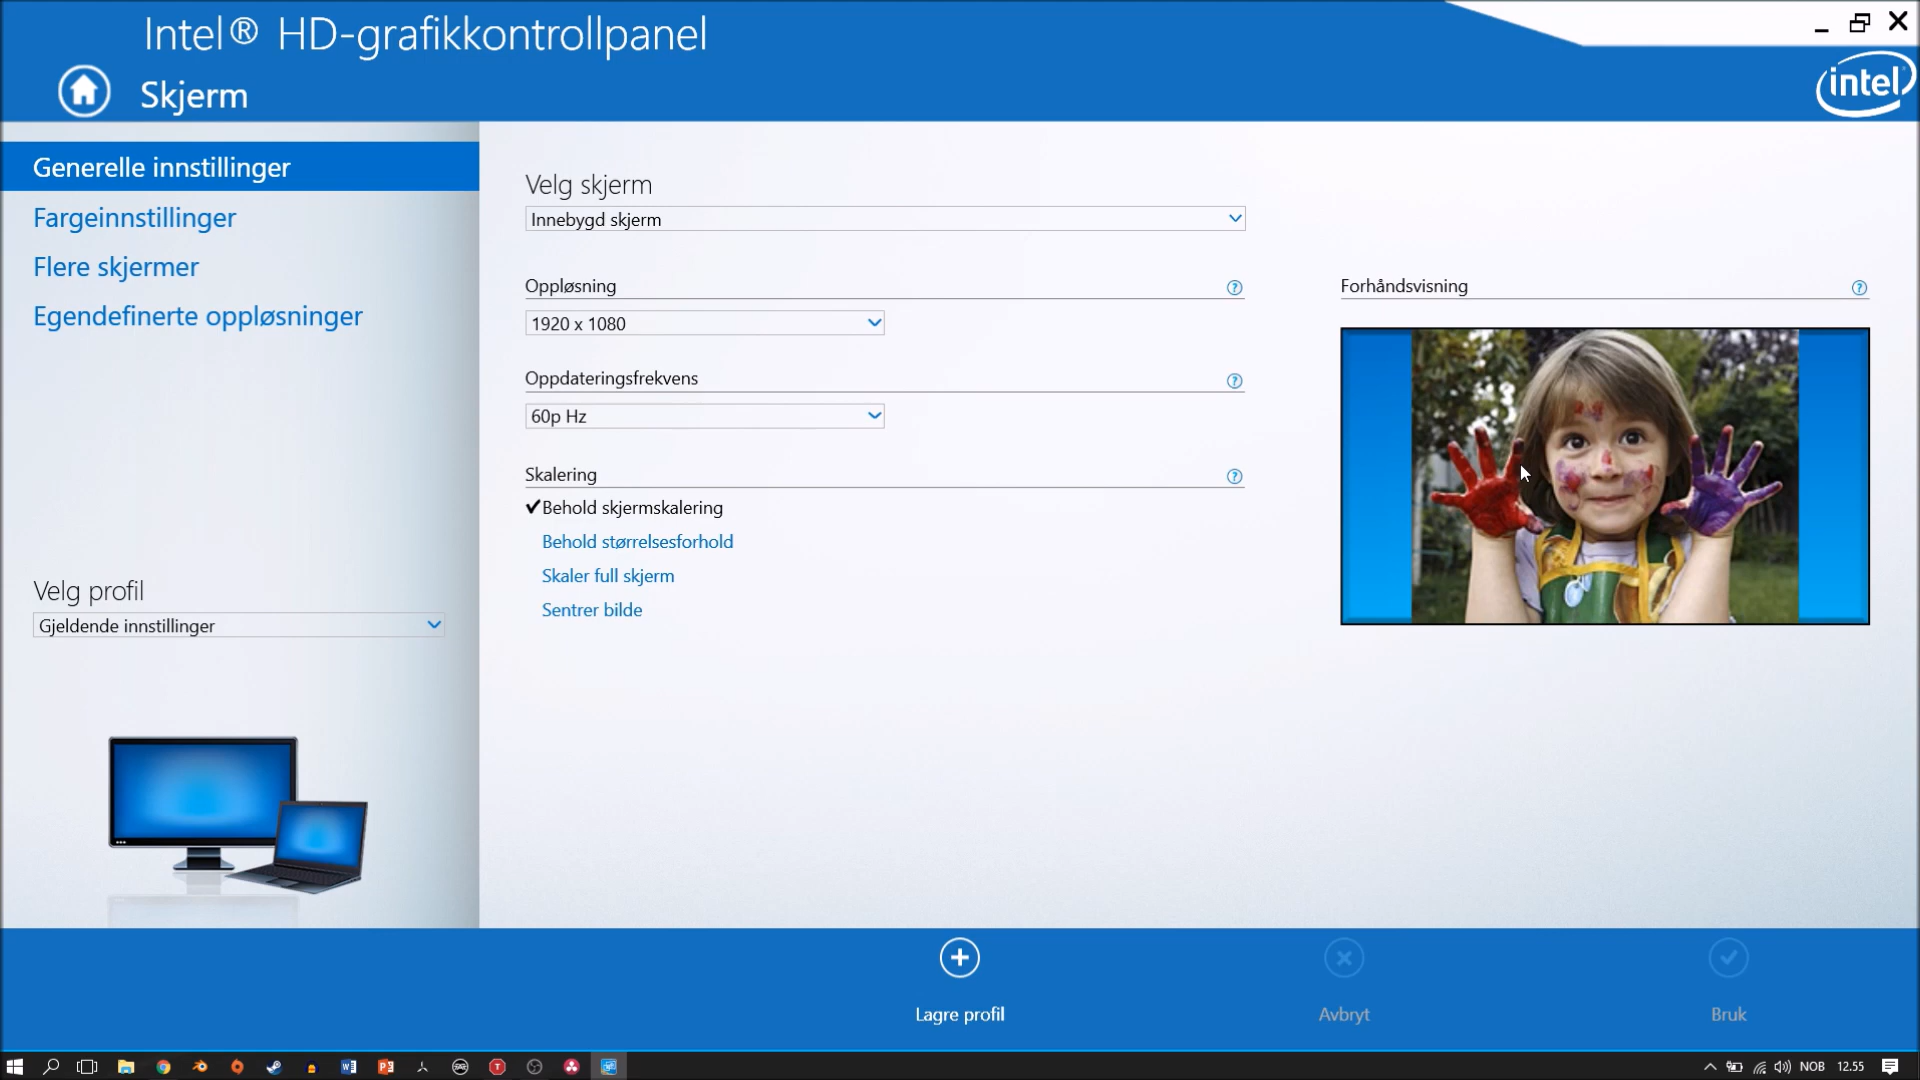 Intel® HD-grafikkontrollpanel
Skjerm
intel
Generelle innstillinger
Fargeinnstillinger
Flere skjermer
Egendefinerte oppløsninger
Velg profil
Gjeldende innstillinger
Velg skjerm
Innebygd skjerm
Oppløsning
1920 x 1080
Oppdateringsfrekvens
60p Hz
Skalering
Behold skjermskalering
Behold størrelsesforhold
Skaler full skjerm
Sentrer bilde
Forhåndsvisning
Lagre profil
Avbryt
Bruk
NOB 12.55